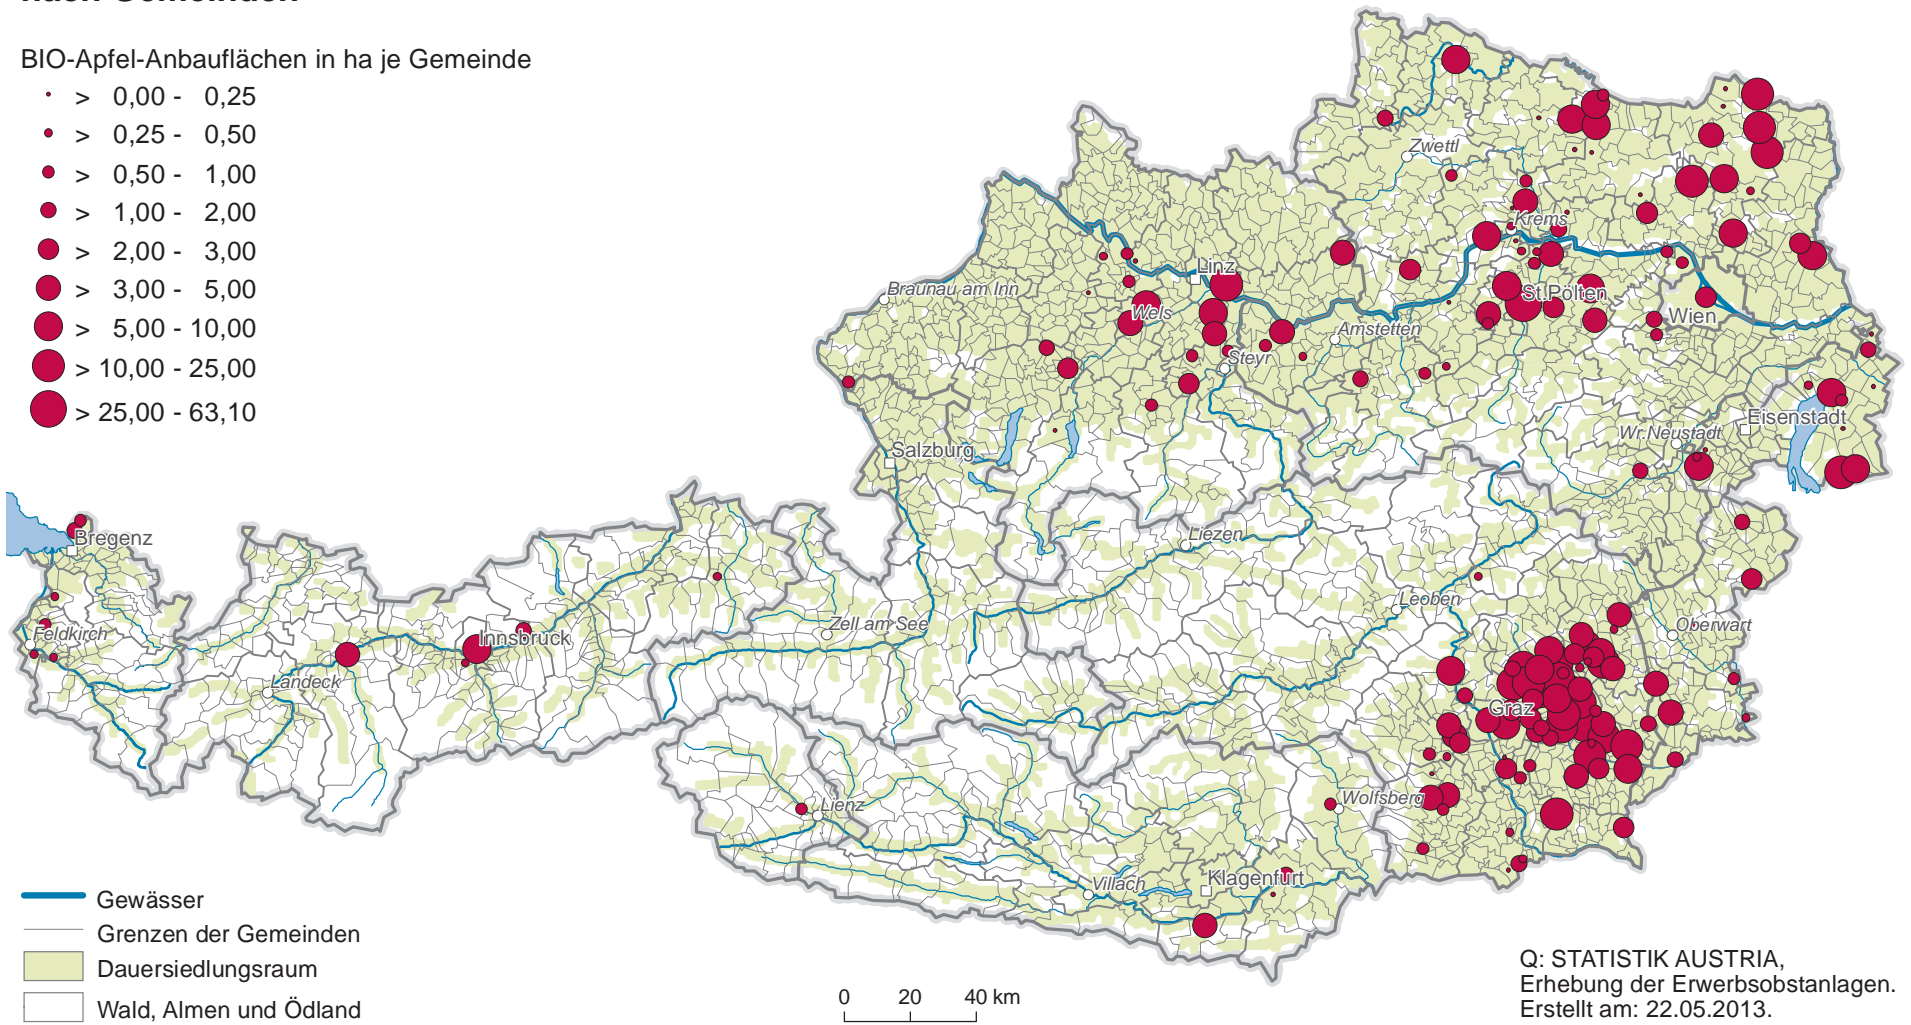 nach Gemeinden
BIO-Apfel-Anbauflächen in ha je Gemeinde
> 0,00 - 0,25
> 0,25 - 0,50
> 0,50 - 1,00
> 1,00 - 2,00
> 2,00 - 3,00
> 3,00 - 5,00
> 5,00 - 10,00
> 10,00 - 25,00
> 25,00 - 63,10
Zwettl
Krems
Linz
Braunau am Inn
St.Pölten
Wels
Wien
Amstetten
Steyr
Eisenstadt
Wr.Neustadt
Salzburg
Bregenz
Liezen
Leoben
Zell am See
Oberwart
Feldkirch
Innsbruck
Landeck
Graz
Lienz
Wolfsberg
Villach
Klagenfurt
Gewässer
Grenzen der Gemeinden
Dauersiedlungsraum
Wald, Almen und Ödland
0 20 40 km
Q: STATISTIK AUSTRIA,
Erhebung der Erwerbsobstanlagen.
Erstellt am: 22.05.2013.